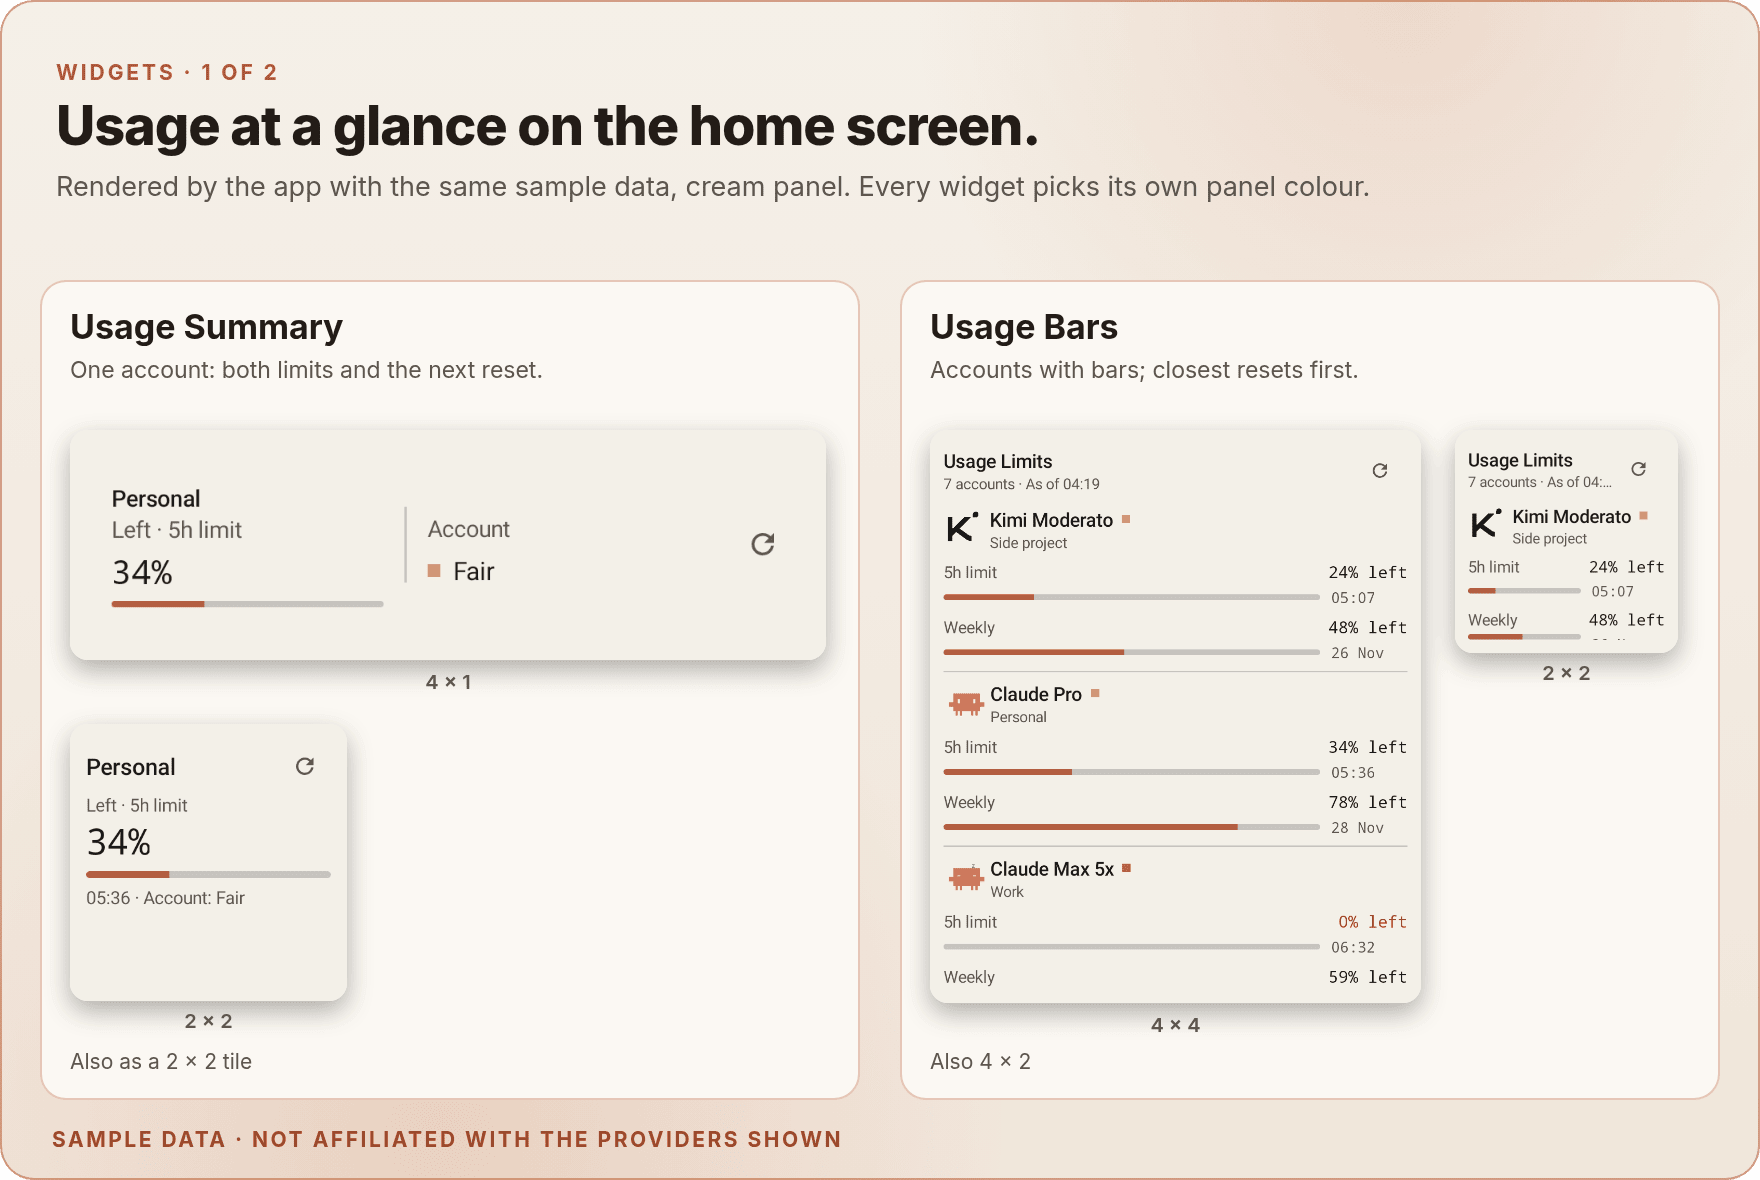 WIDGETS · 1 OF 2
Usage at a glance on the home screen.
Rendered by the app with the same sample data, cream panel. Every widget picks its own panel colour.
Usage Summary
One account: both limits and the next reset.
Personal
Left · 5h limit
34%
Account
Fair
4 × 1
Personal
Left · 5h limit
34%
05:36 · Account: Fair
2 × 2
Also as a 2 × 2 tile
Usage Bars
Accounts with bars; closest resets first.
Usage Limits
7 accounts · As of 04:19
Kimi Moderato
Side project
5h limit 24% left
05:07
Weekly 48% left
26 Nov
Claude Pro
Personal
5h limit 34% left
05:36
Weekly 78% left
28 Nov
Claude Max 5x
Work
5h limit 0% left
06:32
Weekly 59% left
4 × 4
Usage Limits
7 accounts · As of 04:...
Kimi Moderato
Side project
5h limit 24% left
05:07
Weekly 48% left
2 × 2
Also 4 × 2
SAMPLE DATA · NOT AFFILIATED WITH THE PROVIDERS SHOWN